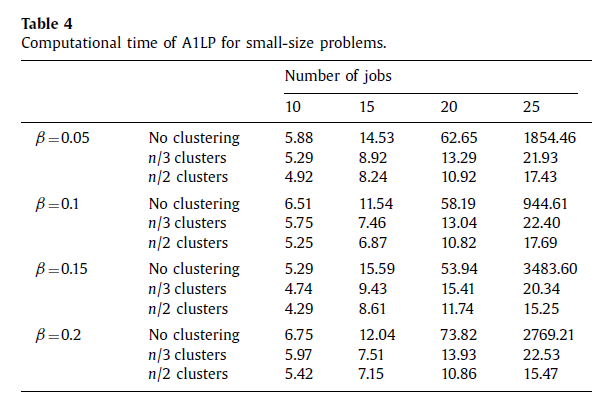 Table 4
Computational time of A1LP for small-size problems.
Number of jobs
10 15 20 25
β=0.05 No clustering 5.88 14.53 62.65 1854.46
n/3 clusters 5.29 8.92 13.29 21.93
n/2 clusters 4.92 8.24 10.92 17.43
β=0.1 No clustering 6.51 11.54 58.19 944.61
n/3 clusters 5.75 7.46 13.04 22.40
n/2 clusters 5.25 6.87 10.82 17.69
β=0.15 No clustering 5.29 15.59 53.94 3483.60
n/3 clusters 4.74 9.43 15.41 20.34
n/2 clusters 4.29 8.61 11.74 15.25
β=0.2 No clustering 6.75 12.04 73.82 2769.21
n/3 clusters 5.97 7.51 13.93 22.53
n/2 clusters 5.42 7.15 10.86 15.47